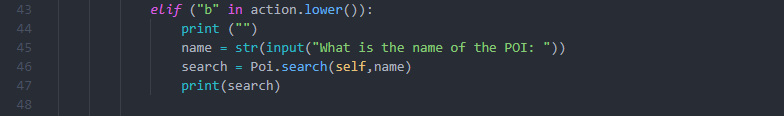 43 elif ("b" in action.lower()):
44 print ("")
45 name = str(input("What is the name of the POI: "))
46 search = Poi.search(self,name)
47 print(search)
48